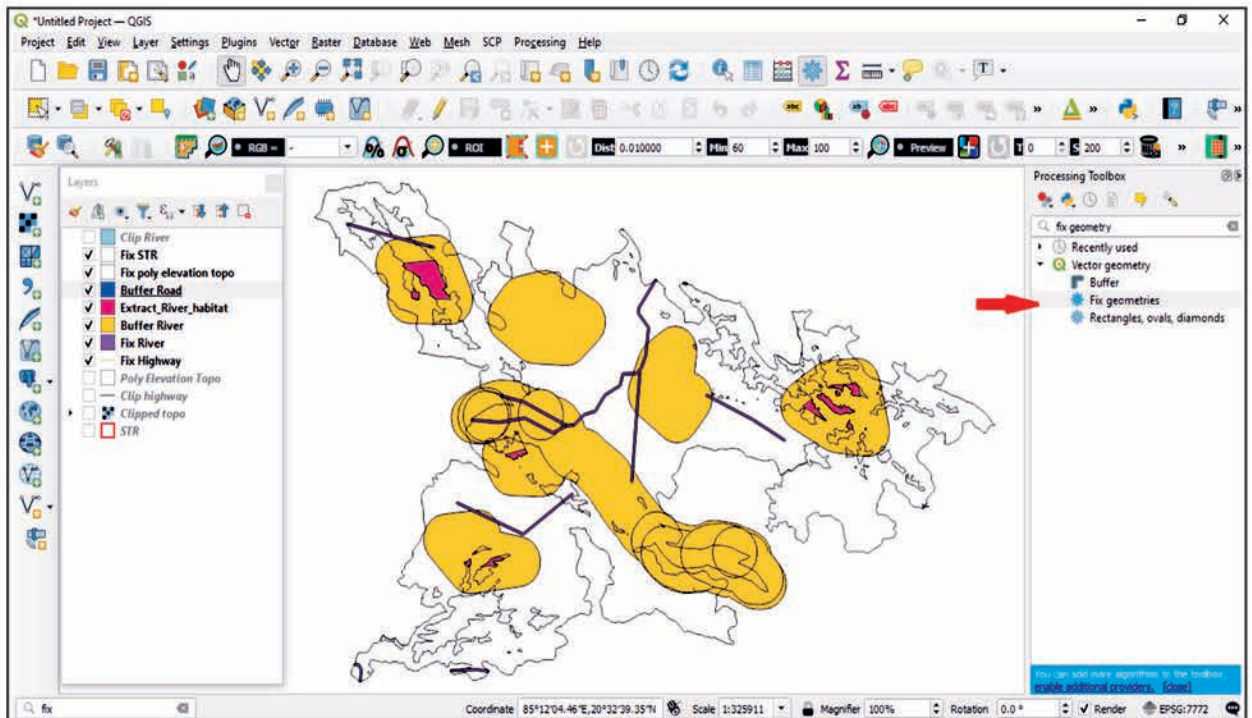 *Untitled Project — QGIS
Project Edit View Layer Settings Plugins Vector Raster Database Web Mesh SCP Processing Help
RGB = -
ROI
Dist 0.010000
Min 60
Max 100
Preview
T 0
S 200
Layers
Clip River
Fix STR
Fix poly elevation topo
Buffer Road
Extract_River_habitat
Buffer River
Fix River
Fix Highway
Poly Elevation Topo
Clip highway
Clipped topo
STR
Processing Toolbox
fix geometry
Recently used
Vector geometry
Buffer
Fix geometries
Rectangles, ovals, diamonds
You can add more algorithms to the toolbox,
enable additional providers. [close]
fix
Coordinate 85°12'04.46"E,20°32'39.35"N Scale 1:325911 Magnifier 100% Rotation 0.0 ° Render EPSG:7772